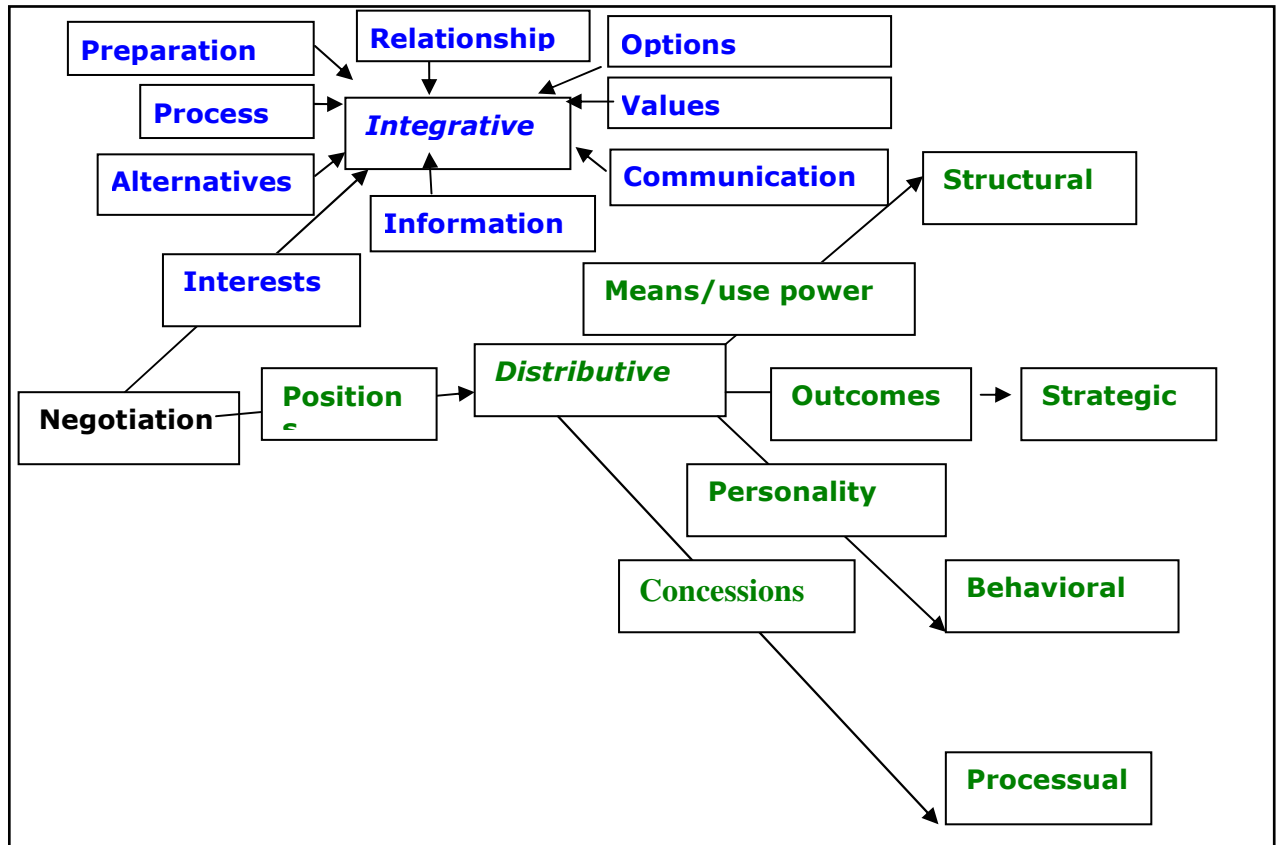 Preparation
Relationship
Options
Process
Integrative
Values
Alternatives
Communication
Structural
Information
Interests
Means/use power
Distributive
Negotiation
Position
s
Outcomes
Strategic
Personality
Concessions
Behavioral
Processual